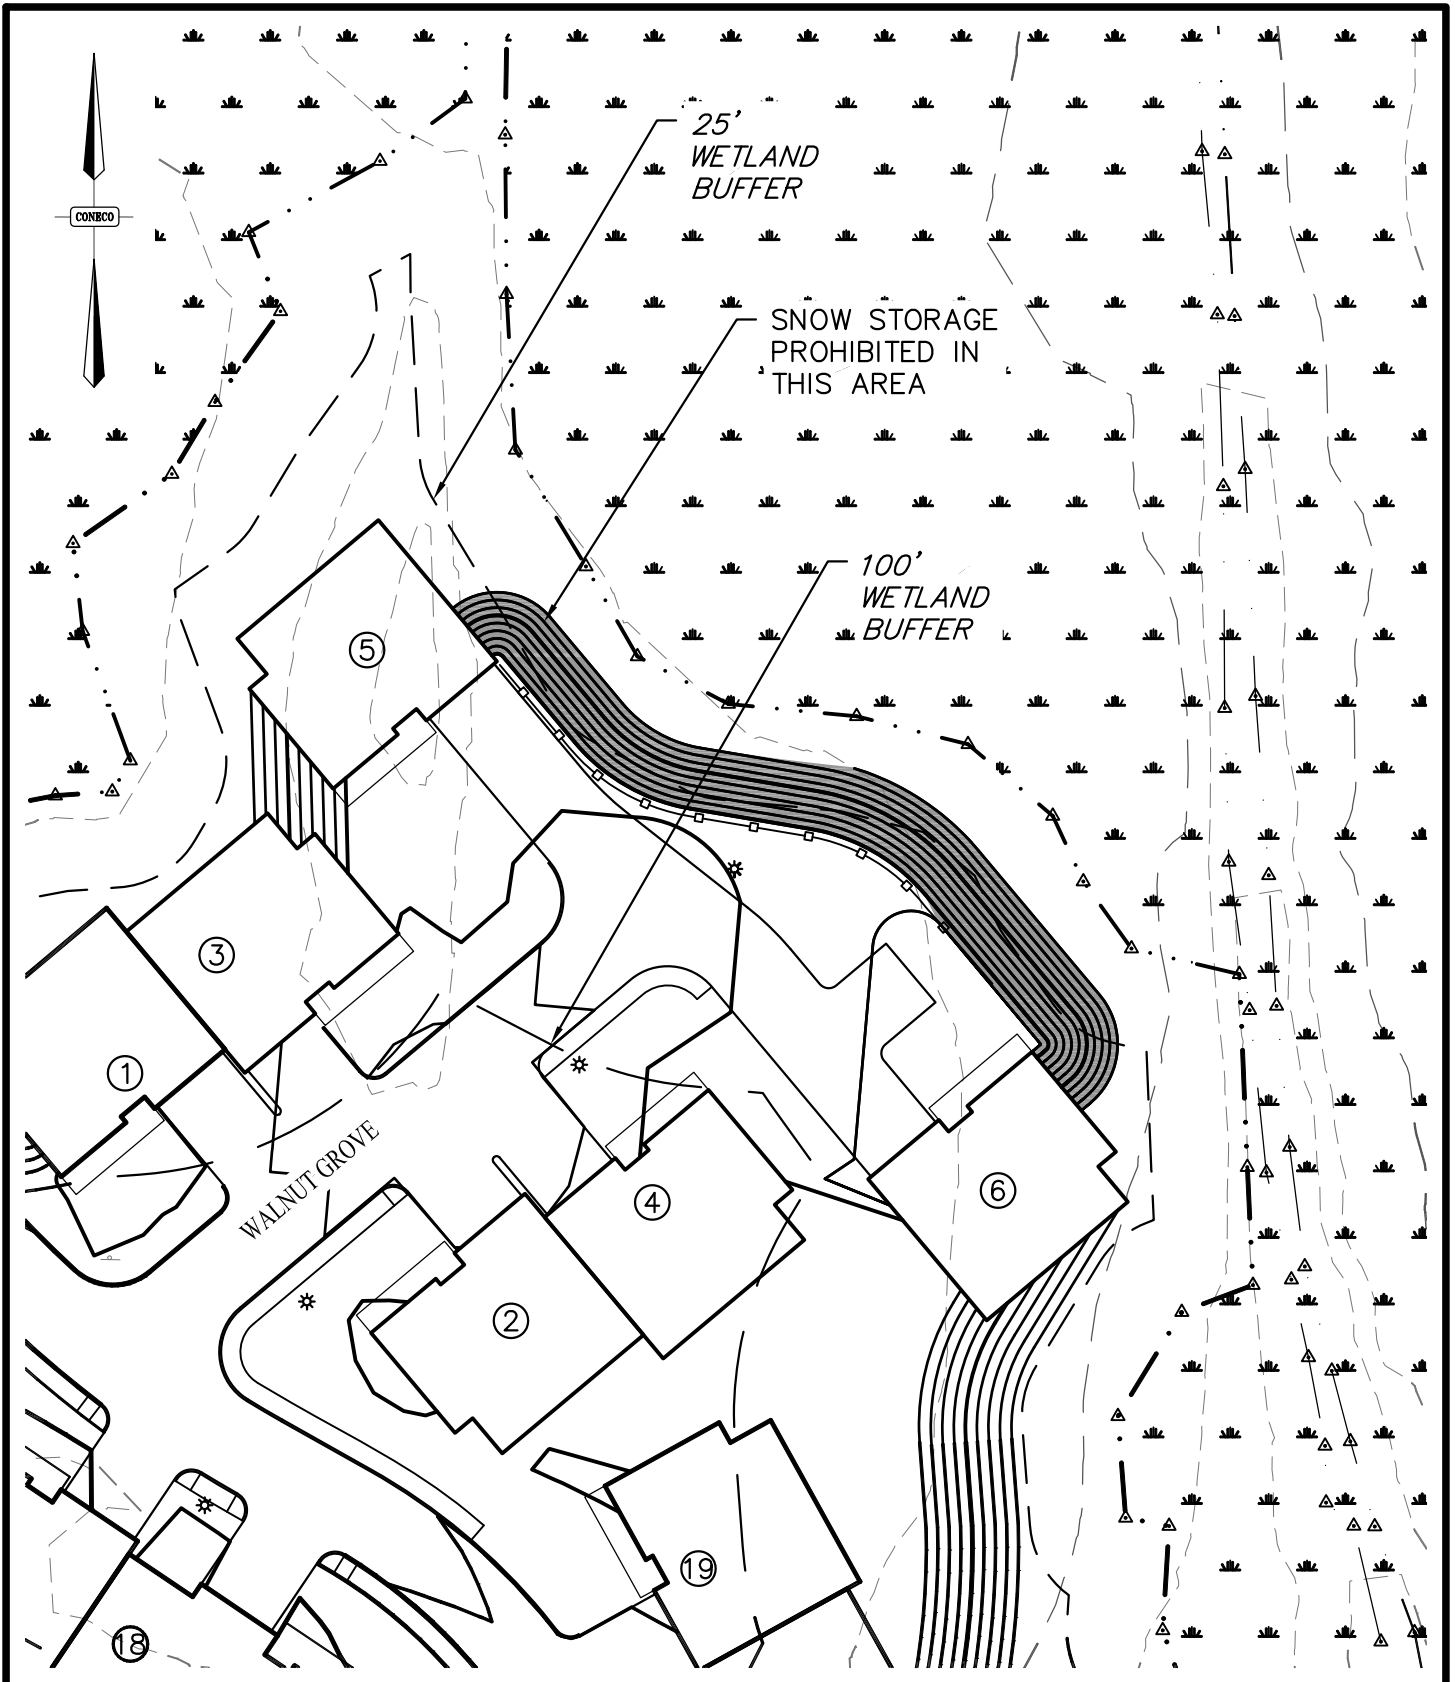 25'
WETLAND
BUFFER
CONECO
SNOW STORAGE
PROHIBITED IN
THIS AREA
100'
WETLAND
BUFFER
5
3
1
WALNUT GROVE
4
6
2
19
18